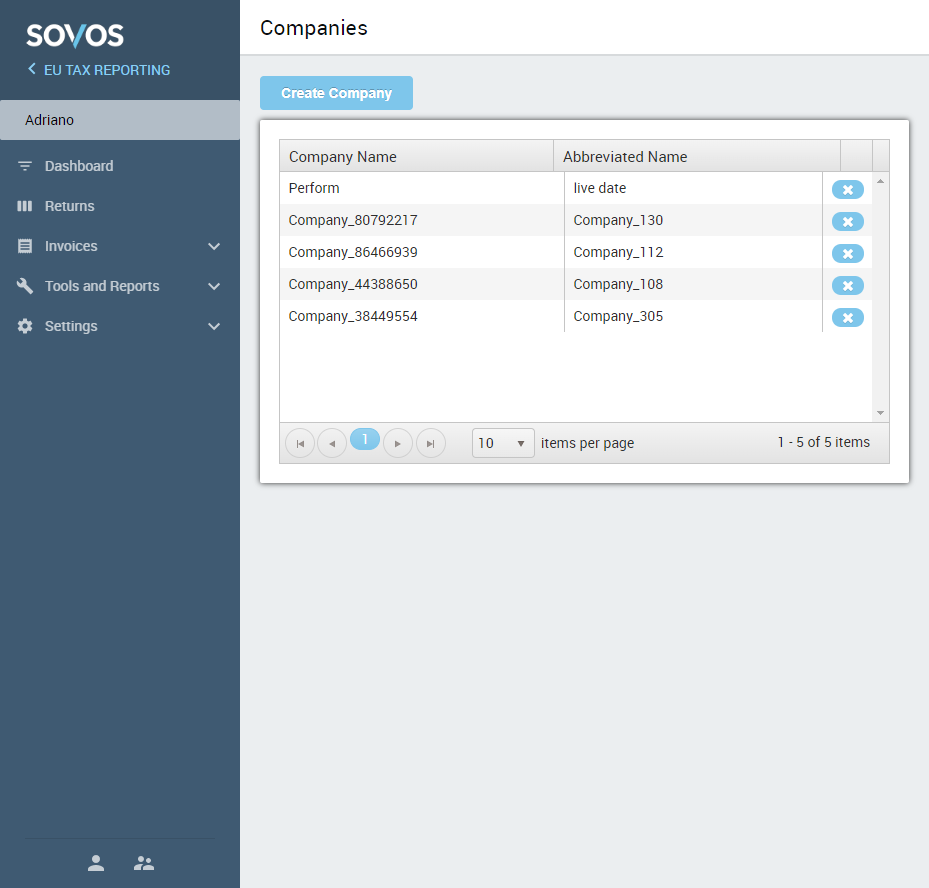 SOVOS
EU TAX REPORTING
Adriano
Dashboard
Returns
Invoices
Tools and Reports
Settings
Companies
Create Company
Company Name Abbreviated Name
Perform live date
Company_80792217 Company_130
Company_86466939 Company_112
Company_44388650 Company_108
Company_38449554 Company_305
1 10 items per page 1 - 5 of 5 items